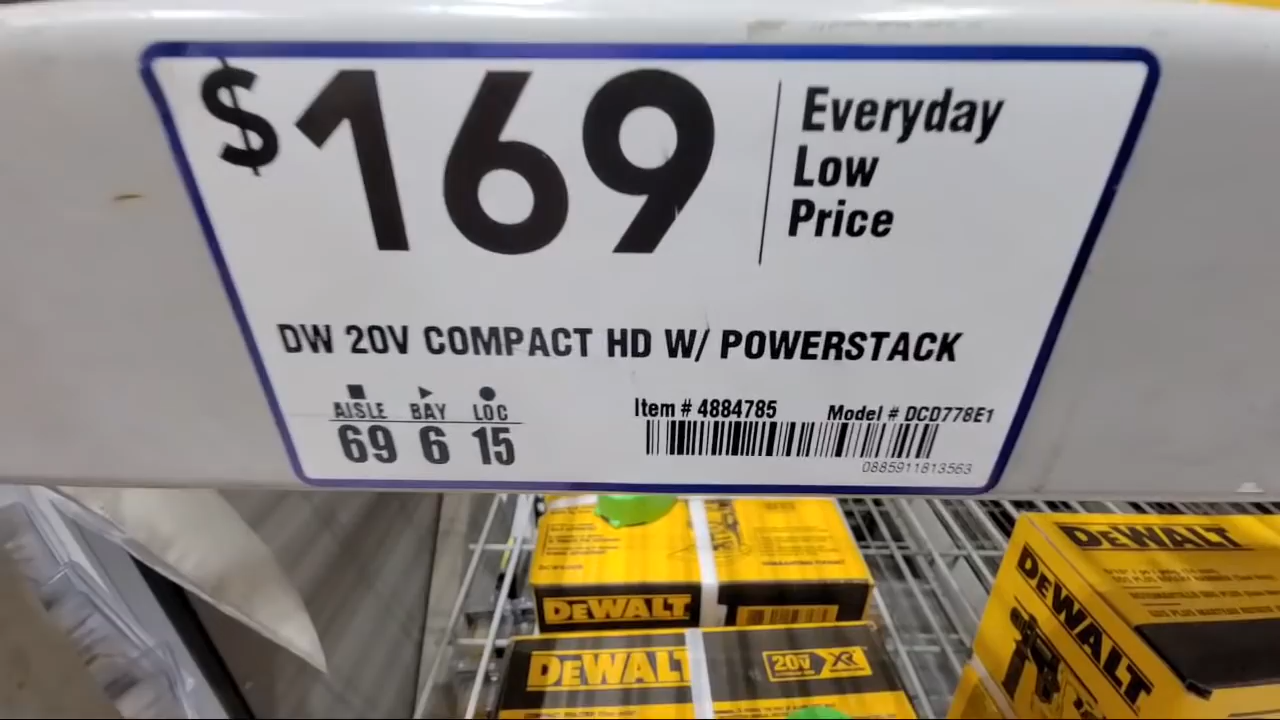 $169
Everyday
Low
Price
DW 20V COMPACT HD W/ POWERSTACK
AISLE BAY LOC
69 6 15
Item # 4884785 Model # DCD778E1
0885911813563
DEWALT
DEWALT 20V XR
DEWALT
DEWALT